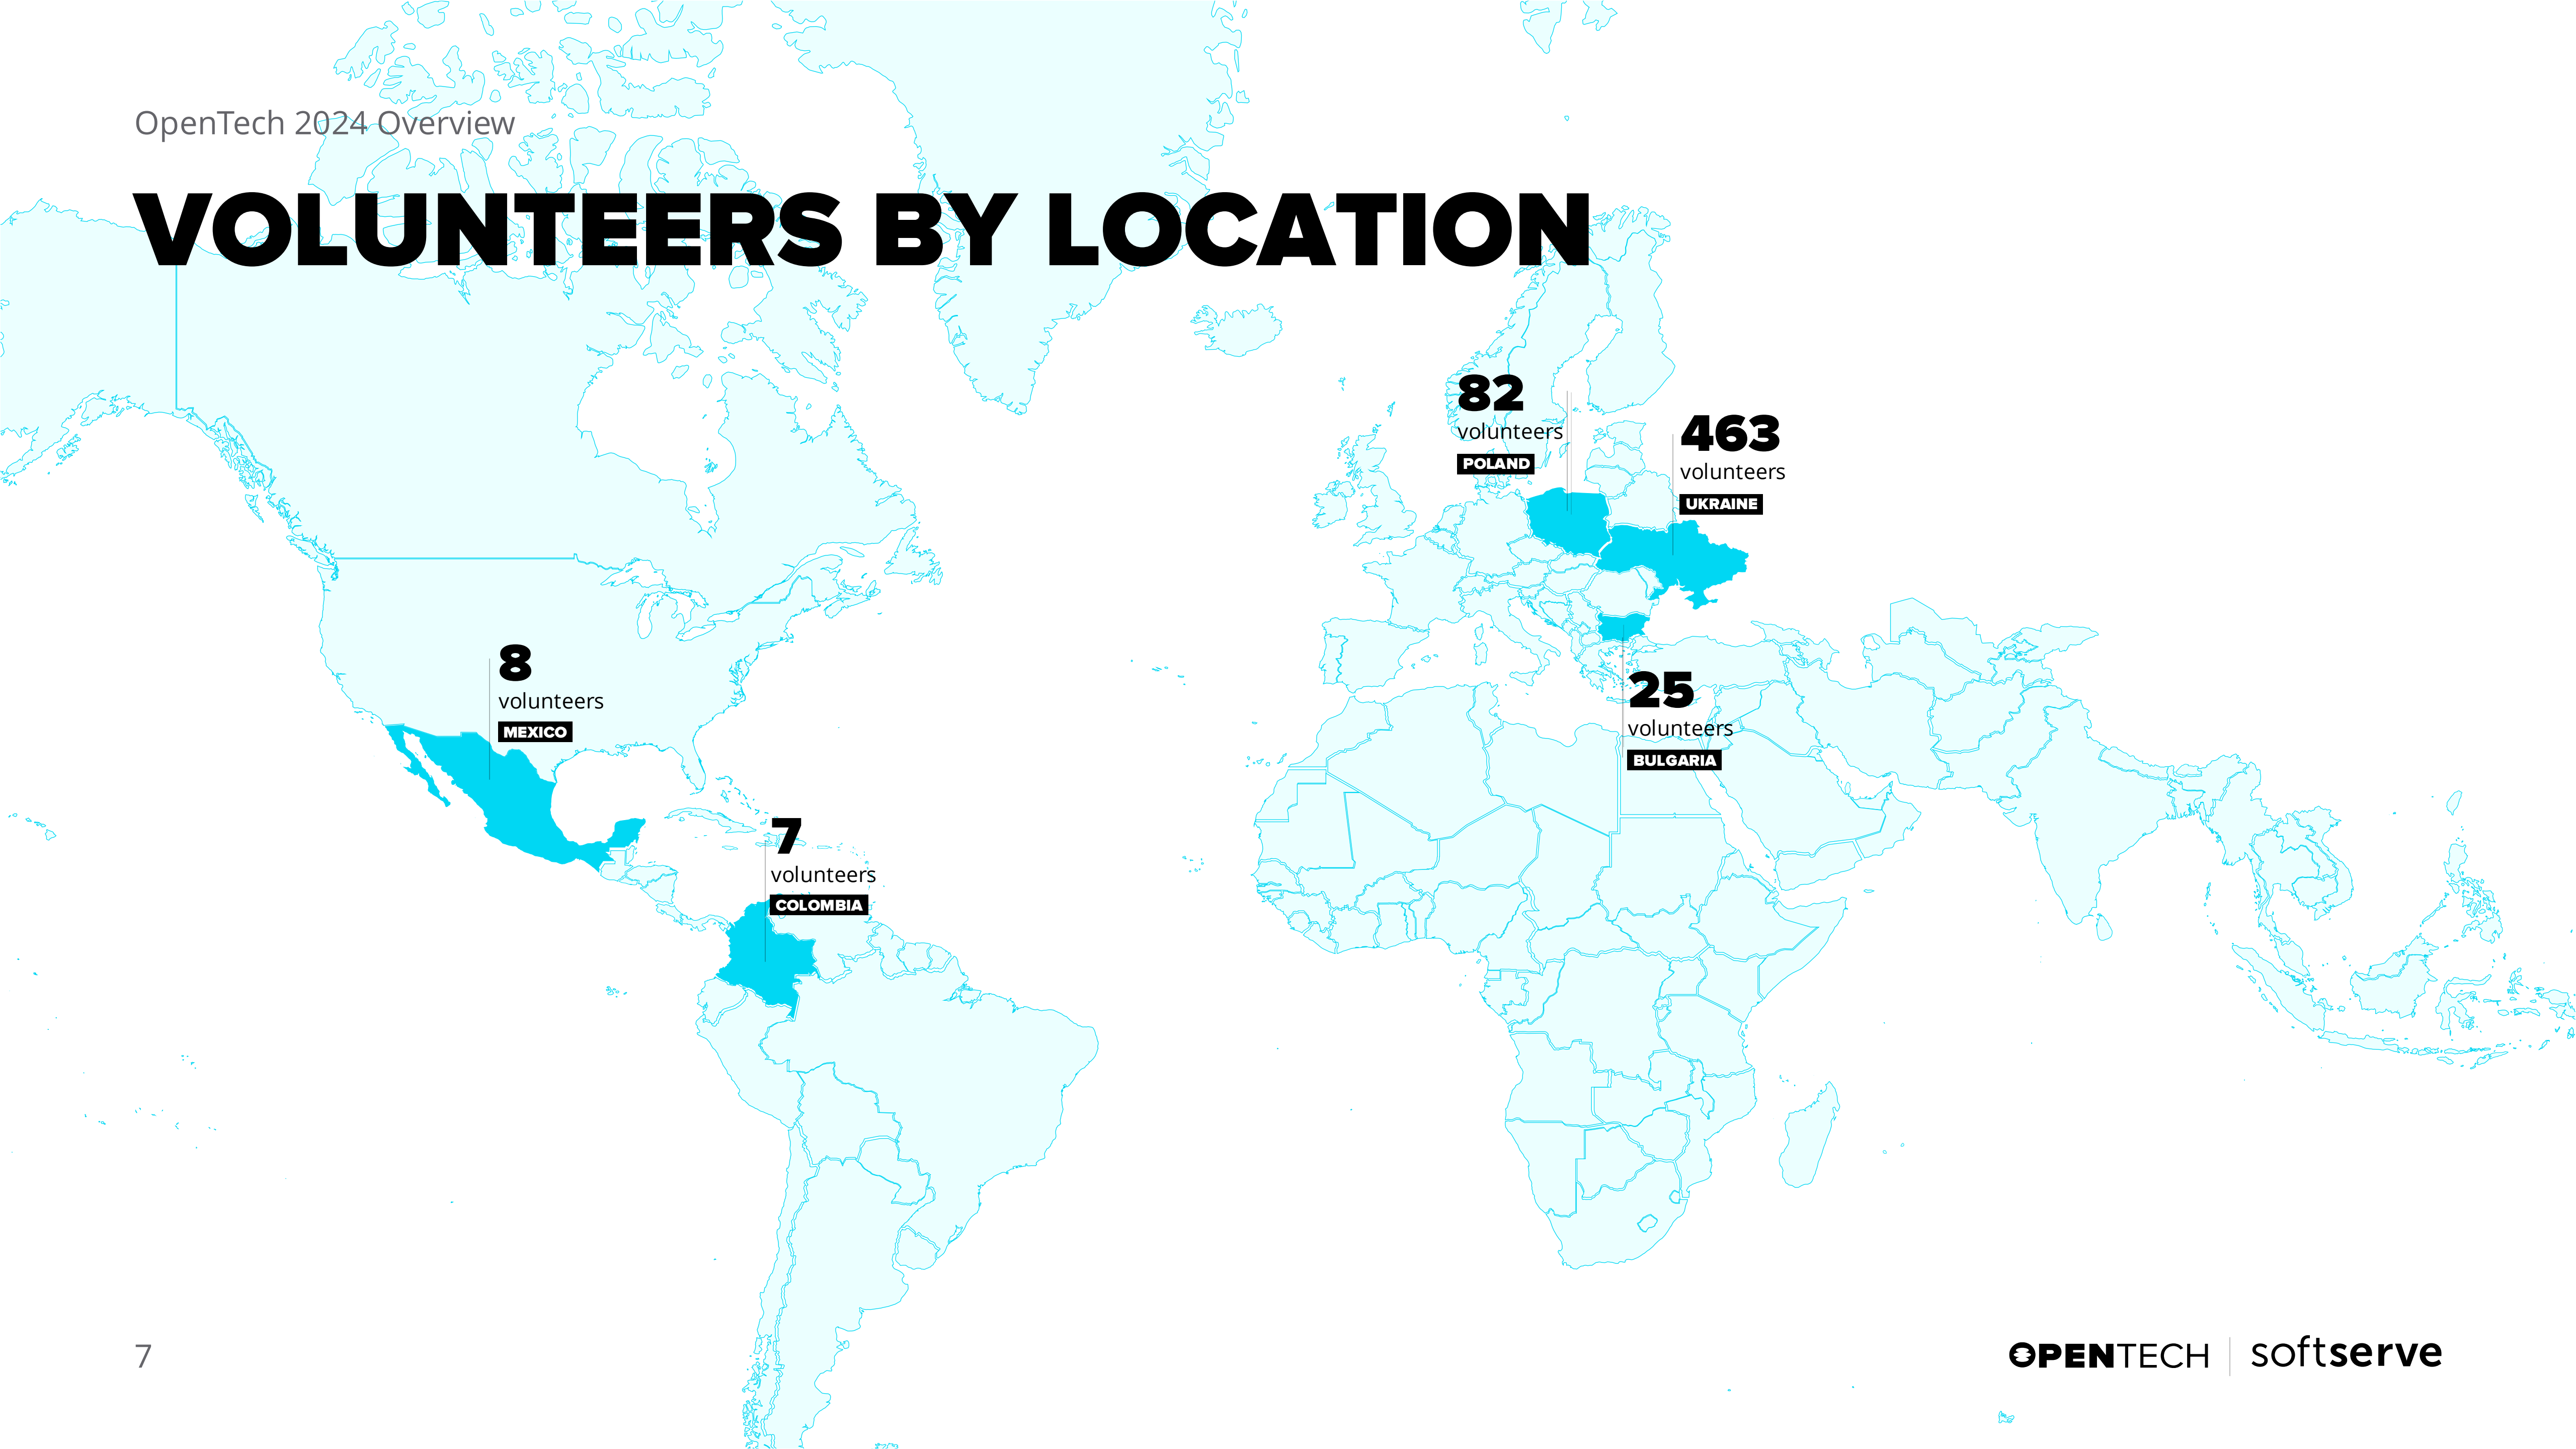 OpenTech 2024 Overview
VOLUNTEERS BY LOCATION
82
volunteers
POLAND
463
volunteers
UKRAINE
8
volunteers
MEXICO
25
volunteers
BULGARIA
7
volunteers
COLOMBIA
7
OPENTECH
softserve